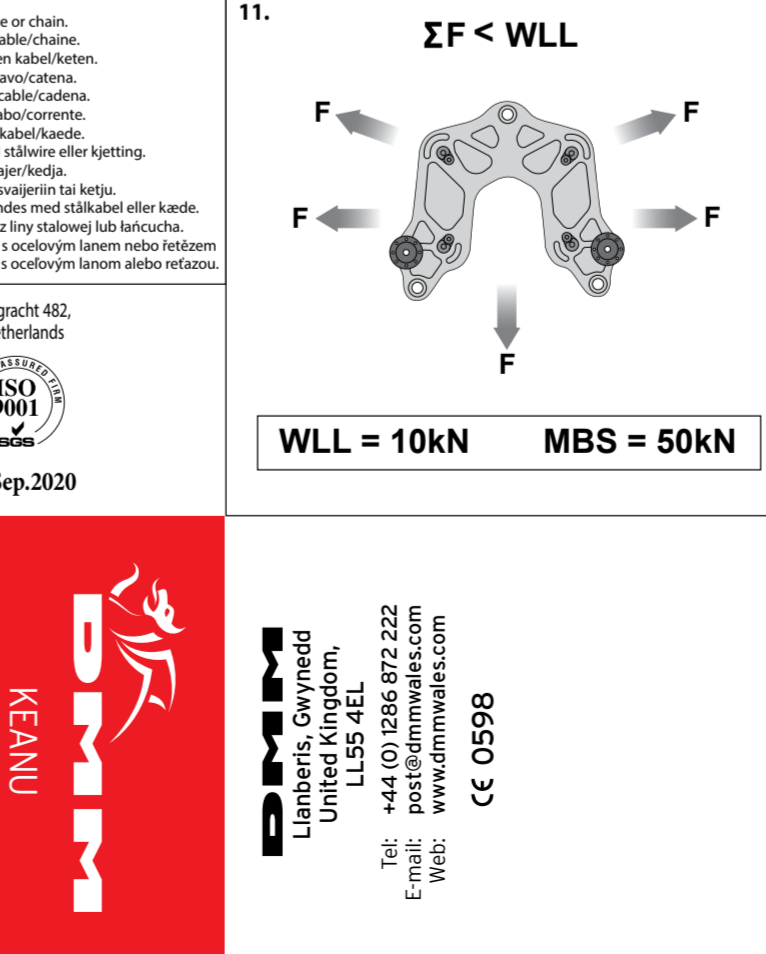 e or chain.
able/chaine.
en kabel/keten.
avo/catena.
cable/cadena.
abo/corrente.
kabel/kaede.
stålwire eller kjetting.
ajer/kedja.
svaijeriin tai ketju.
ndes med stålkabel eller kæde.
z liny stalowej lub łańcucha.
s ocelovým lanem nebo řetězem
s oceľovým lanom alebo reťazou.
gracht 482,
etherlands
ASSURED FIRM
ISO
9001
SGS
Sep.2020
11.
ΣF < WLL
F
F
F
F
F
WLL = 10kN MBS = 50kN
DMM
KEANU
DMM
Llanberis, Gwynedd
United Kingdom,
LL55 4EL
Tel: +44 (0) 1286 872 222
E-mail: post@dmmwales.com
Web: www.dmmwales.com
CE 0598